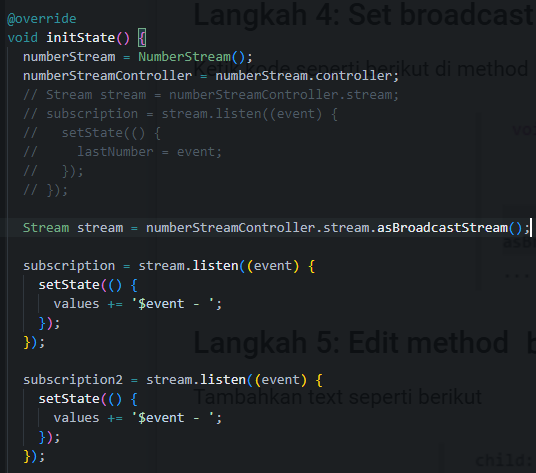 @override
void initState() {
numberStream = NumberStream();
numberStreamController = numberStream.controller;
// Stream stream = numberStreamController.stream;
// subscription = stream.listen((event) {
//   setState(() {
//     lastNumber = event;
//   });
// });
Stream stream = numberStreamController.stream.asBroadcastStream();
subscription = stream.listen((event) {
setState(() {
values += '$event - ';
});
});
subscription2 = stream.listen((event) {
setState(() {
values += '$event - ';
});
});
Langkah 4: Set broadcast
kode seperti berikut di method
Langkah 5: Edit method b
Tambahkan text seperti berikut
child: